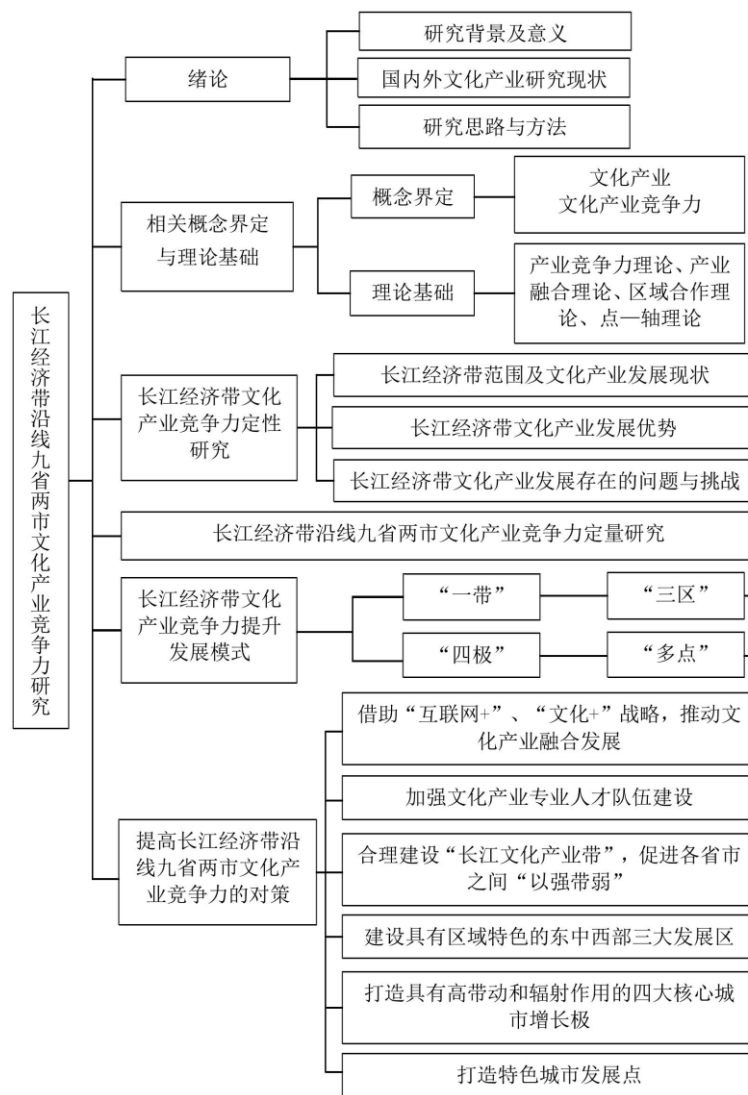 长江经济带沿线九省两市文化产业竞争力研究
绪论
研究背景及意义
国内外文化产业研究现状
研究思路与方法
相关概念界定
与理论基础
概念界定
文化产业
文化产业竞争力
理论基础
产业竞争力理论、产业
融合理论、区域合作理
论、点—轴理论
长江经济带文化
产业竞争力定性
研究
长江经济带范围及文化产业发展现状
长江经济带文化产业发展优势
长江经济带文化产业发展存在的问题与挑战
长江经济带沿线九省两市文化产业竞争力定量研究
长江经济带文化
产业竞争力提升
发展模式
“一带”
“三区”
“四极”
“多点”
提高长江经济带沿
线九省两市文化产
业竞争力的对策
借助“互联网+”、“文化+”战略，推动文
化产业融合发展
加强文化产业专业人才队伍建设
合理建设“长江文化产业带”，促进各省市
之间“以强带弱”
建设具有区域特色的东中西部三大发展区
打造具有高带动和辐射作用的四大核心城
市增长极
打造特色城市发展点